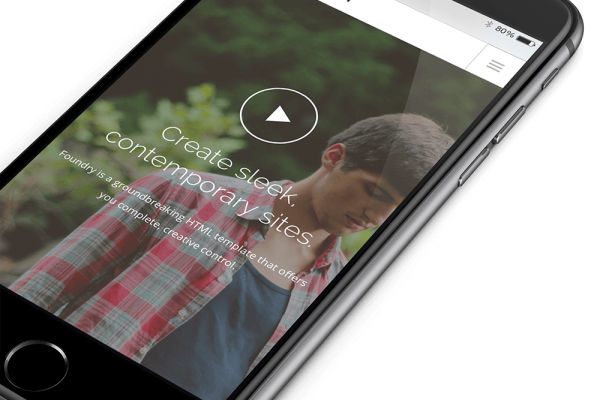 80%
Create sleek,
contemporary sites.
Foundry is a groundbreaking HTML template that offers
you complete, creative control.